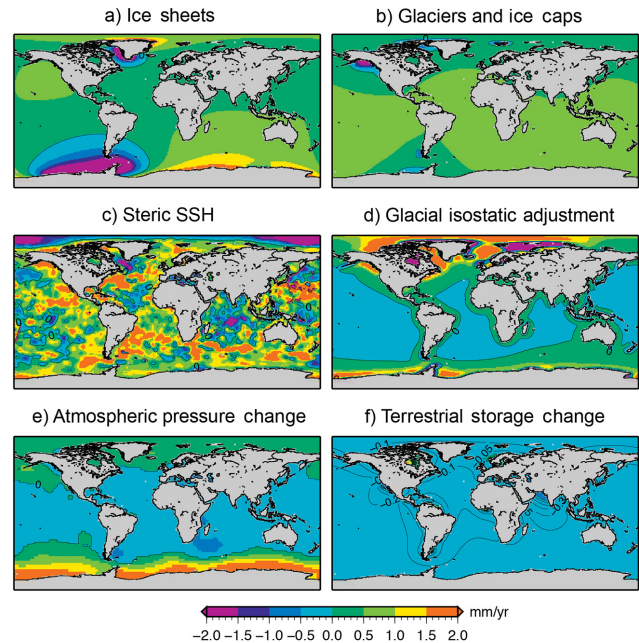 a) Ice sheets
b) Glaciers and ice caps
c) Steric SSH
d) Glacial isostatic adjustment
e) Atmospheric pressure change
f) Terrestrial storage change
mm/yr
−2.0 −1.5 −1.0 −0.5 0.0 0.5 1.0 1.5 2.0